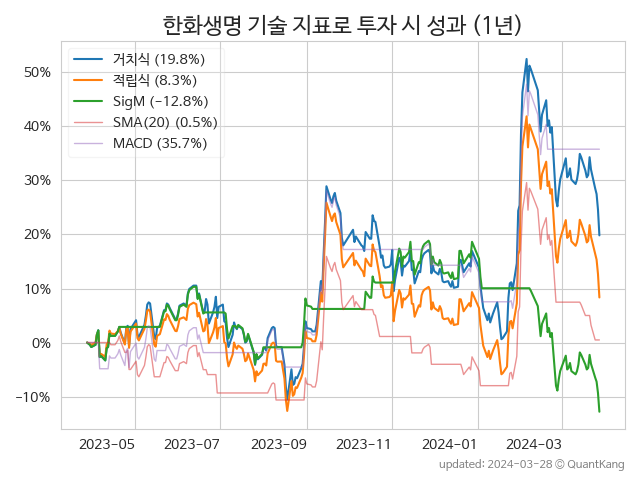 한화생명 기술 지표로 투자 시 성과 (1년)
거치식 (19.8%)
적립식 (8.3%)
SigM (−12.8%)
SMA(20) (0.5%)
MACD (35.7%)
50%
40%
30%
20%
10%
0%
−10%
2023-05 2023-07 2023-09 2023-11 2024-01 2024-03
updated: 2024-03-28 © QuantKang